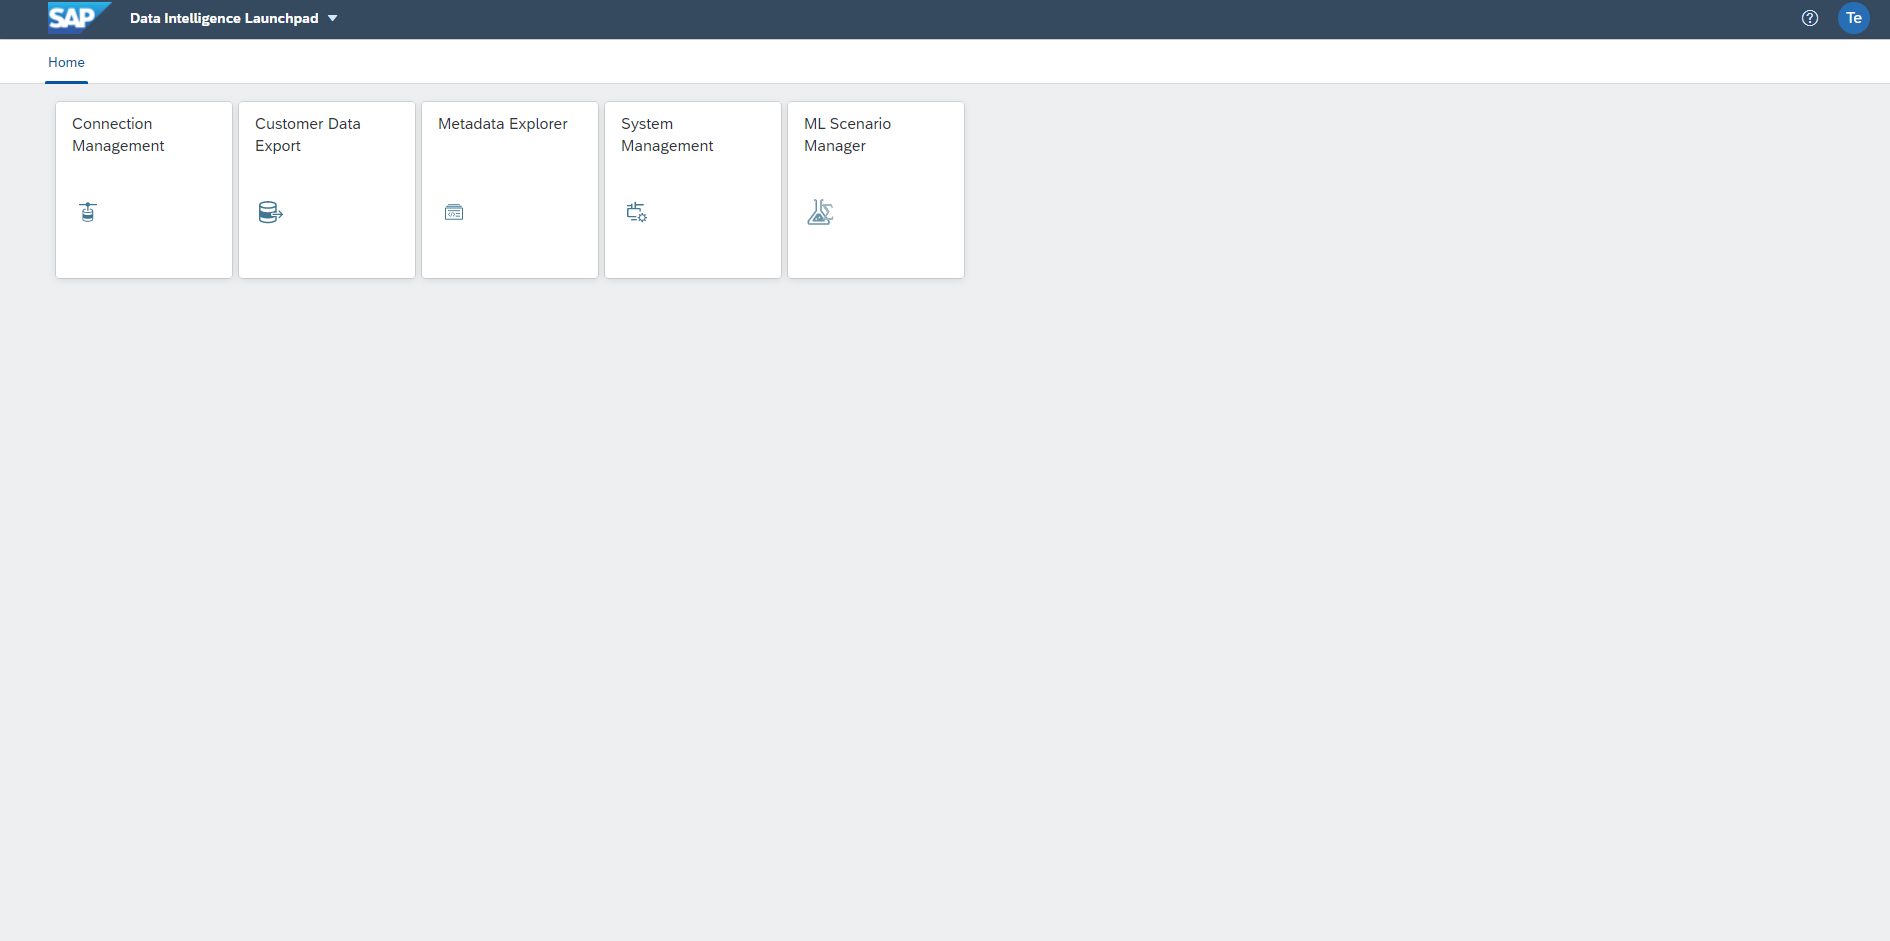 SAP
Data Intelligence Launchpad
Te
Home
Connection
Management
Customer Data
Export
Metadata Explorer
System
Management
ML Scenario
Manager